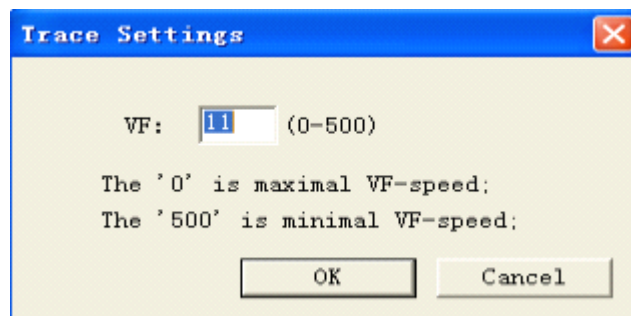 Trace Settings
VF: 11 (0-500)
The '0' is maximal VF-speed;
The '500' is minimal VF-speed;
OK Cancel